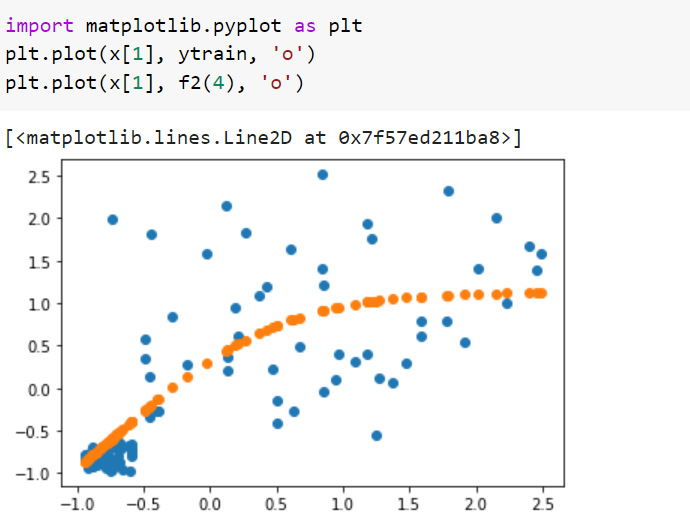 import matplotlib.pyplot as plt
plt.plot(x[1], ytrain, 'o')
plt.plot(x[1], f2(4), 'o')
[<matplotlib.lines.Line2D at 0x7f57ed211ba8>]
2.5
2.0
1.5
1.0
0.5
0.0
−0.5
−1.0
−1.0 −0.5 0.0 0.5 1.0 1.5 2.0 2.5